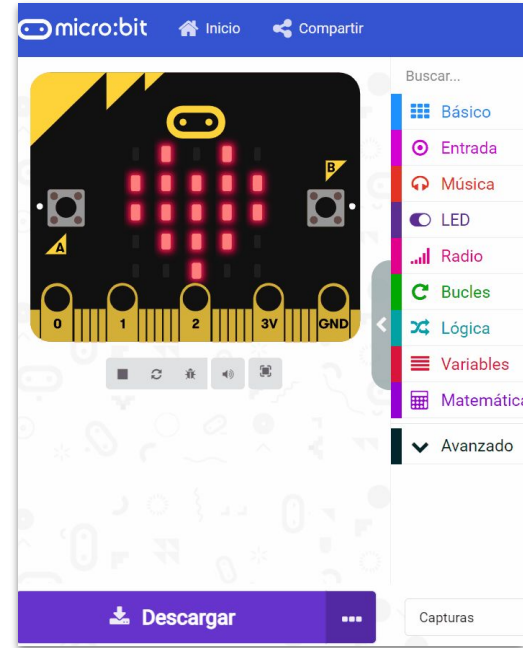 micro:bit Inicio Compartir
Buscar...
Básico
Entrada
Música
LED
Radio
Bucles
Lógica
Variables
Matemática
Avanzado
B
A
0 1 2 3V GND
Descargar ...
Capturas